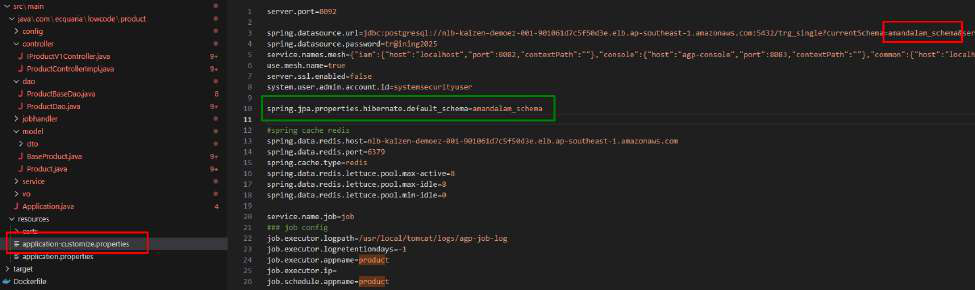 src\main
java\com\ecquaria\lowcode\product
config
controller
IProductV1Controller.java 9+
ProductControllerImpl.java 9+
dao
ProductBaseDao.java 8
ProductDao.java 9+
jobhandler
model
dto
BaseProduct.java 9+
Product.java 9+
service
vo
Application.java 4
resources
certs
application-customize.properties
application.properties
target
Dockerfile
1 server.port=8092
2
3 spring.datasource.url=jdbc:postgresql://nlb-kaizen-demoez-001-901061d7c5f50d3e.elb.ap-southeast-1.amazonaws.com:5432/trg_single?currentSchema=amandalam_schema&ser
4 spring.datasource.password=tr@ining2025
5 service.names.mesh={"iam":{"host":"localhost","port":8082,"contextPath":""},"console":{"host":"agp-console","port":8083,"contextPath":""},"common":{"host":"loca
6 use.mesh.name=true
7 server.ssl.enabled=false
8 system.user.admin.account.id=systemsecurityuser
9
10 spring.jpa.properties.hibernate.default_schema=amandalam_schema
11
12 #spring cache redis
13 spring.data.redis.host=nlb-kaizen-demoez-001-901061d7c5f50d3e.elb.ap-southeast-1.amazonaws.com
14 spring.data.redis.port=6379
15 spring.cache.type=redis
16 spring.data.redis.lettuce.pool.max-active=8
17 spring.data.redis.lettuce.pool.max-idle=8
18 spring.data.redis.lettuce.pool.min-idle=0
19
20 service.name.job=job
21 ### job config
22 job.executor.logpath=/usr/local/tomcat/logs/agp-job-log
23 job.executor.logretentiondays=-1
24 job.executor.appname=product
25 job.executor.ip=
26 job.schedule.appname=product